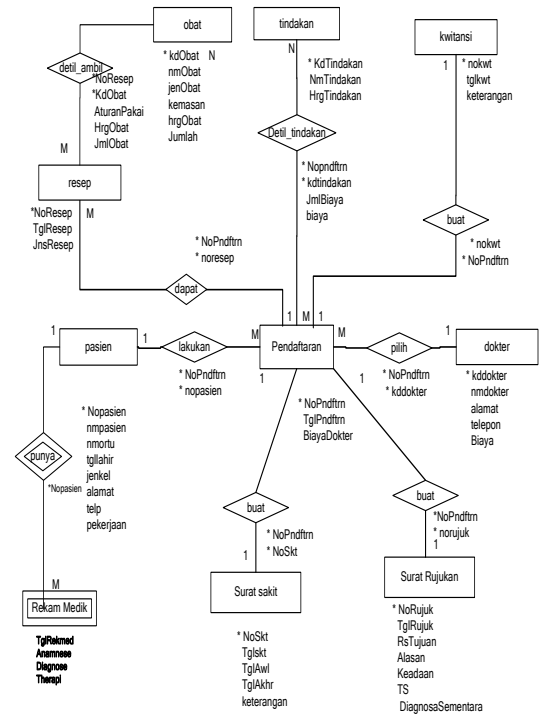 obat
tindakan
kwitansi
* kdObat N
nmObat
jenObat
kemasan
hrgObat
Jumlah
N
* KdTindakan
NmTindakan
HrgTindakan
1
* nokwt
tglkwt
keterangan
detil_ambil
*NoResep
*KdObat
AturanPakai
HrgObat
JmlObat
M
Detil_tindakan
* Nopndftrn
* kdtindakan
JmlBiaya
biaya
resep
*NoResep
TglResep
JnsResep
M
buat
* nokwt
* NoPndftrn
* NoPndftrn
* noresep
dapat
1 1 M 1
1
pasien
1
lakukan
M
Pendaftaran
M
pilih
1
dokter
* NoPndftrn
* nopasien
1
1
* NoPndftrn
* kddokter
* kddokter
nmdokter
alamat
telepon
Biaya
* NoPndftrn
TglPndftrn
BiayaDokter
* Nopasien
nmpasien
nmortu
tgllahir
jenkel
alamat
telp
pekerjaan
punya
*Nopasien
M
Rekam Medik
TglRekmed
Anamnese
Diagnose
Therapi
buat
* NoPndftrn
* NoSkt
1
Surat sakit
* NoSkt
Tglskt
TglAwl
TglAkhr
keterangan
buat
*NoPndftrn
* norujuk
1
Surat Rujukan
* NoRujuk
TglRujuk
RsTujuan
Alasan
Keadaan
TS
DiagnosaSementara